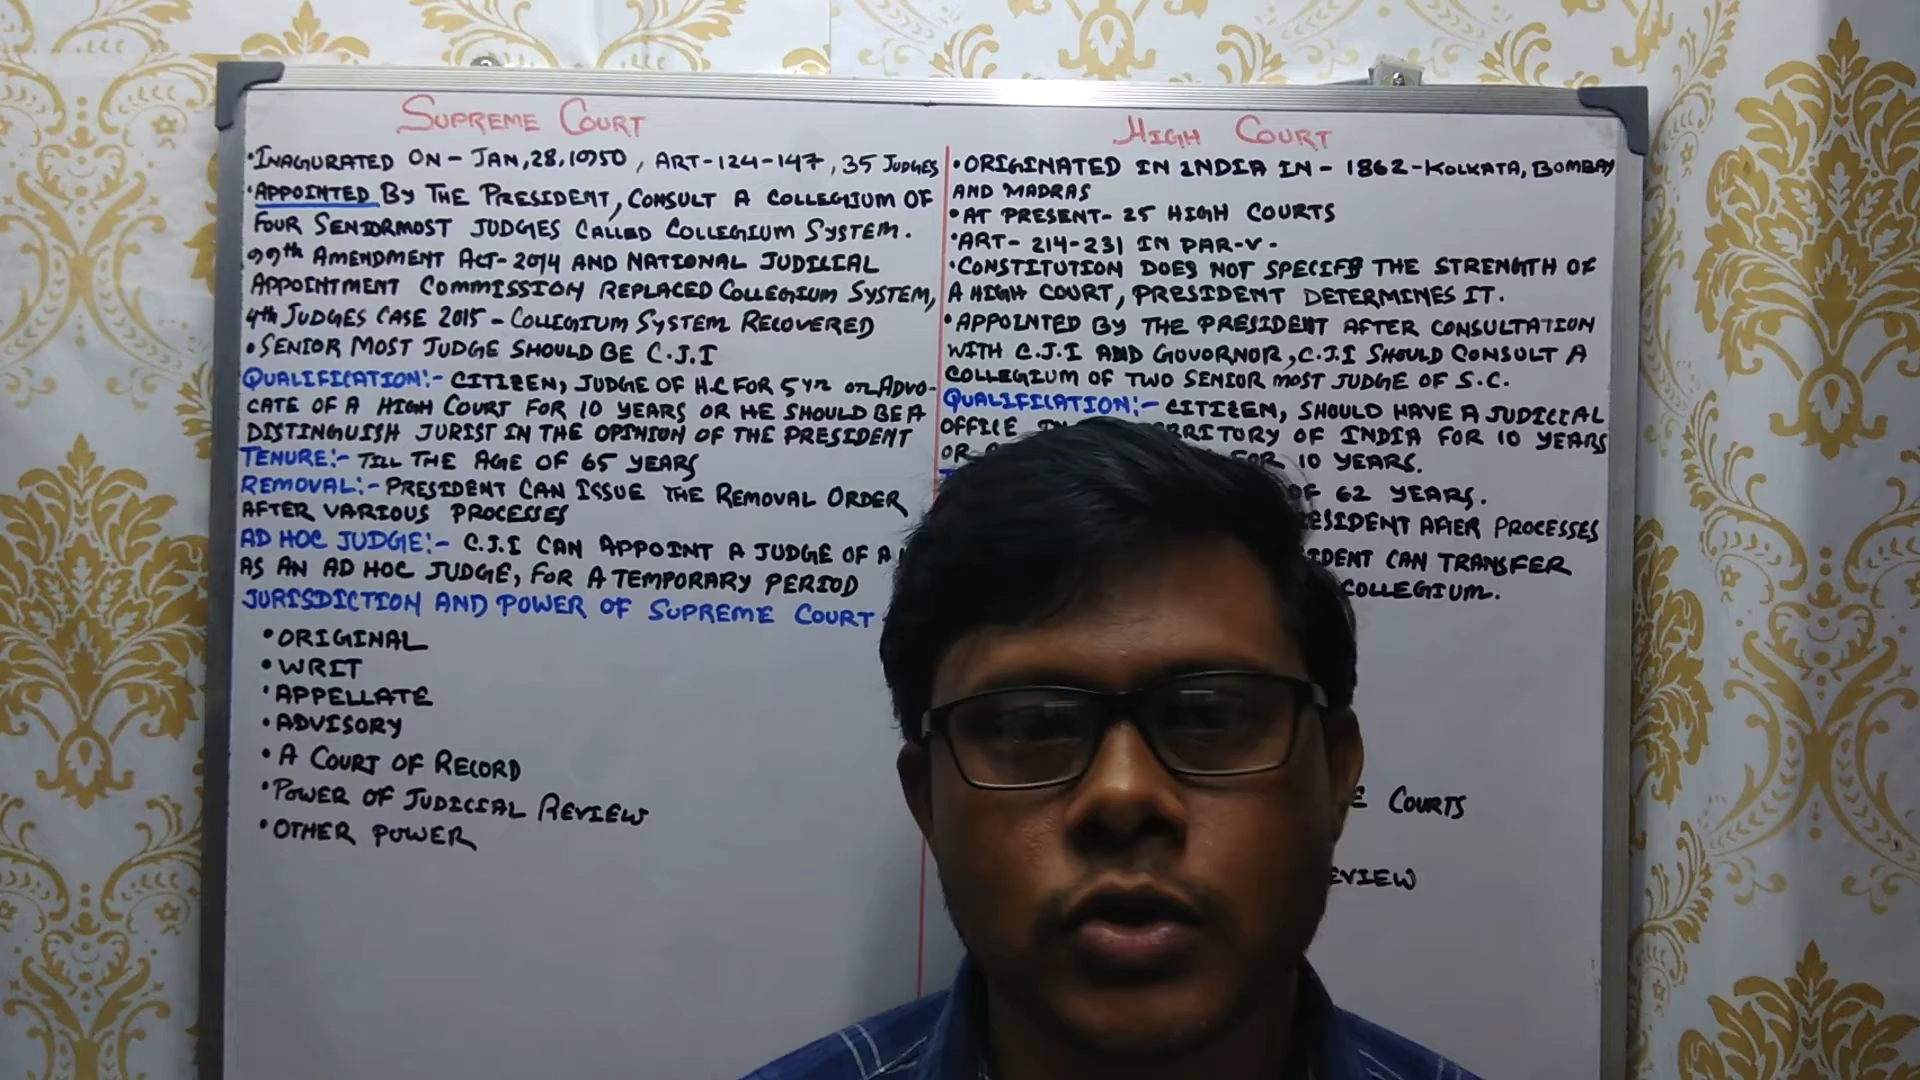 SUPREME COURT
•INAGURATED ON - JAN,28,1950, ART-124-147, 35 JUDGES
•APPOINTED BY THE PRESIDENT, CONSULT A COLLEGIUM OF
FOUR SENIORMOST JUDGES CALLED COLLEGIUM SYSTEM.
99th AMENDMENT ACT-2014 AND NATIONAL JUDICIAL
APPOINTMENT COMMISSION REPLACED COLLEGIUM SYSTEM,
4th JUDGES CASE 2015 - COLLEGIUM SYSTEM RECOVERED
•SENIOR MOST JUDGE SHOULD BE C.J.I
QUALIFICATION:- CITIZEN, JUDGE OF H.C FOR 5 YR OR ADVO-
CATE OF A HIGH COURT FOR 10 YEARS OR HE SHOULD BE A
DISTINGUISH JURIST IN THE OPINION OF THE PRESIDENT
TENURE:- TILL THE AGE OF 65 YEARS
REMOVAL:- PRESIDENT CAN ISSUE THE REMOVAL ORDER
AFTER VARIOUS PROCESSES
AD HOC JUDGE:- C.J.I CAN APPOINT A JUDGE OF A
AS AN AD HOC JUDGE, FOR A TEMPORARY PERIOD
JURISDICTION AND POWER OF SUPREME COURT
•ORIGINAL
•WRIT
•APPELLATE
•ADVISORY
•A COURT OF RECORD
•POWER OF JUDICIAL REVIEW
•OTHER POWER
HIGH COURT
•ORIGINATED IN INDIA IN - 1862-KOLKATA, BOMBAY
AND MADRAS
•AT PRESENT- 25 HIGH COURTS
•ART- 214-231 IN PAR-V-
•CONSTITUTION DOES NOT SPECIFY THE STRENGTH OF
A HIGH COURT, PRESIDENT DETERMINES IT.
•APPOINTED BY THE PRESIDENT AFTER CONSULTATION
WITH C.J.I AND GOVORNOR, C.J.I SHOULD CONSULT A
COLLEGIUM OF TWO SENIOR MOST JUDGE OF S.C.
QUALIFICATION:- CITIZEN, SHOULD HAVE A JUDICIAL
OFFICE IN RRITORY OF INDIA FOR 10 YEARS
OR FOR 10 YEARS.
OF 62 YEARS.
ESIDENT AFTER PROCESSES
IDENT CAN TRANSFER
COLLEGIUM.
E COURTS
EVIEW